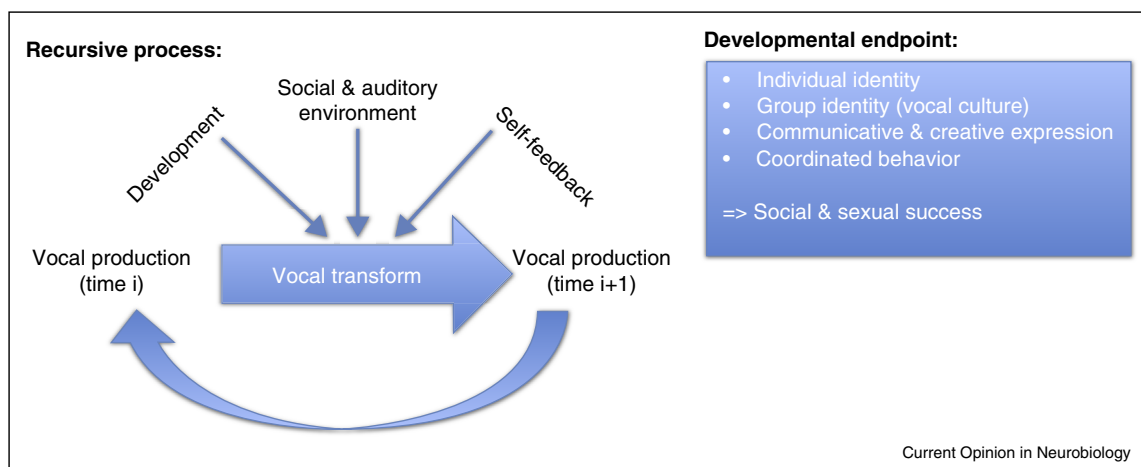 Recursive process:
Social & auditory
environment
Development
Self-feedback
Vocal production
(time i)
Vocal transform
Vocal production
(time i+1)
Developmental endpoint:
• Individual identity
• Group identity (vocal culture)
• Communicative & creative expression
• Coordinated behavior
=> Social & sexual success
Current Opinion in Neurobiology